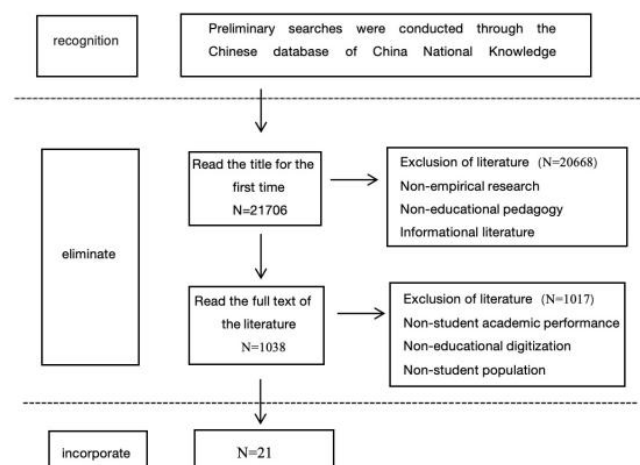 recognition
Preliminary searches were conducted through the
Chinese database of China National Knowledge
eliminate
Read the title for the
first time
N=21706
Exclusion of literature (N=20668)
Non-empirical research
Non-educational pedagogy
Informational literature
Read the full text of
the literature
N=1038
Exclusion of literature (N=1017)
Non-student academic performance
Non-educational digitization
Non-student population
incorporate
N=21